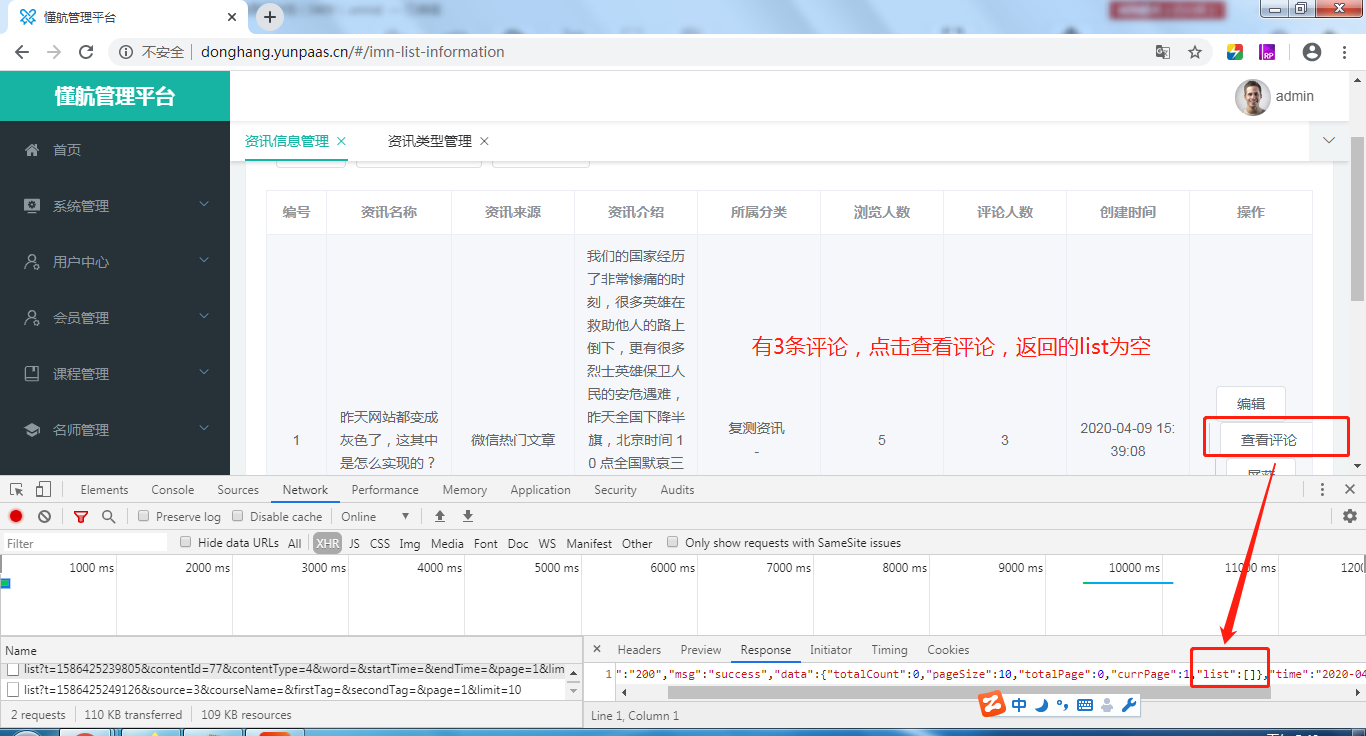 懂航管理平台
不安全 donghang.yunpaas.cn/#/imn-list-information
懂航管理平台
admin
首页
系统管理
用户中心
会员管理
课程管理
名师管理
资讯信息管理 资讯类型管理
编号 资讯名称 资讯来源 资讯介绍 所属分类 浏览人数 评论人数 创建时间 操作
1
昨天网站都变成
灰色了，这其中
是怎么实现的？
微信热门文章
我们的国家经历
了非常惨痛的时
刻，很多英雄在
救助他人的路上
倒下，更有很多
烈士英雄保卫人
民的安危遇难，
昨天全国下降半
旗，北京时间 1
0 点全国默哀三
复测资讯
-
5
3
2020-04-09 15:
39:08
编辑
查看评论
屏蔽
有3条评论，点击查看评论，返回的list为空
Elements Console Sources Network Performance Memory Application Security Audits
Preserve log Disable cache Online
Filter Hide data URLs All XHR JS CSS Img Media Font Doc WS Manifest Other Only show requests with SameSite issues
1000 ms 2000 ms 3000 ms 4000 ms 5000 ms 6000 ms 7000 ms 8000 ms 9000 ms 10000 ms 11000 ms 1200
Name
list?t=1586425239805&contentId=77&contentType=4&word=&startTime=&endTime=&page=1&lim
list?t=1586425249126&source=3&courseName=&firstTag=&secondTag=&page=1&limit=10
2 requests 110 KB transferred 109 KB resources
Headers Preview Response Initiator Timing Cookies
1 ":"200","msg":"success","data":{"totalCount":0,"pageSize":10,"totalPage":0,"currPage":1,"list":[]},"time":"2020-04
Line 1, Column 1
中